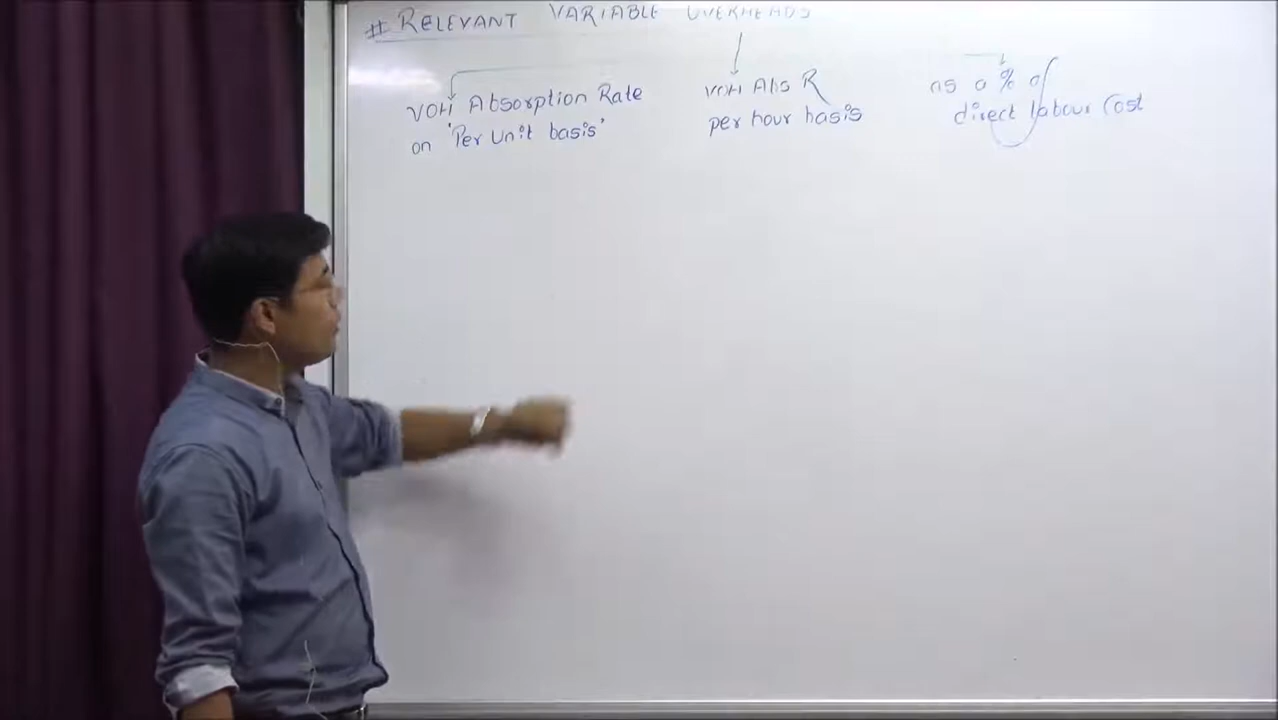 # RELEVANT VARIABLE OVERHEADS
VOH Absorption Rate
on 'Per Unit basis'
VOH Abs R
per hour basis
as a % of
direct labour Cost